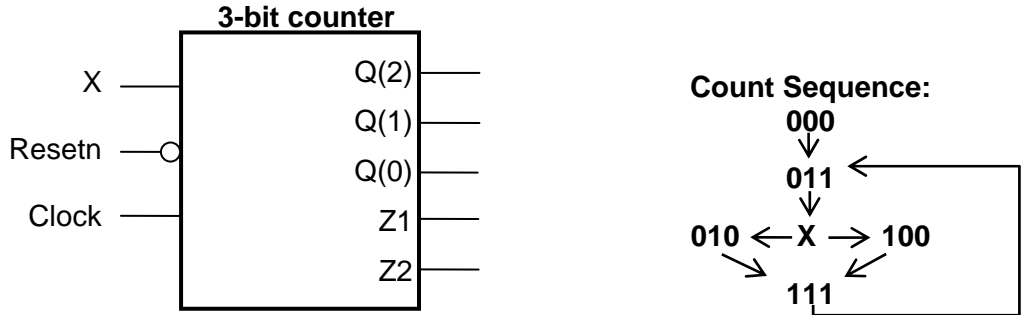 3-bit counter
X
Resetn
Clock
Q(2)
Q(1)
Q(0)
Z1
Z2
Count Sequence:
000
011
010 X 100
111